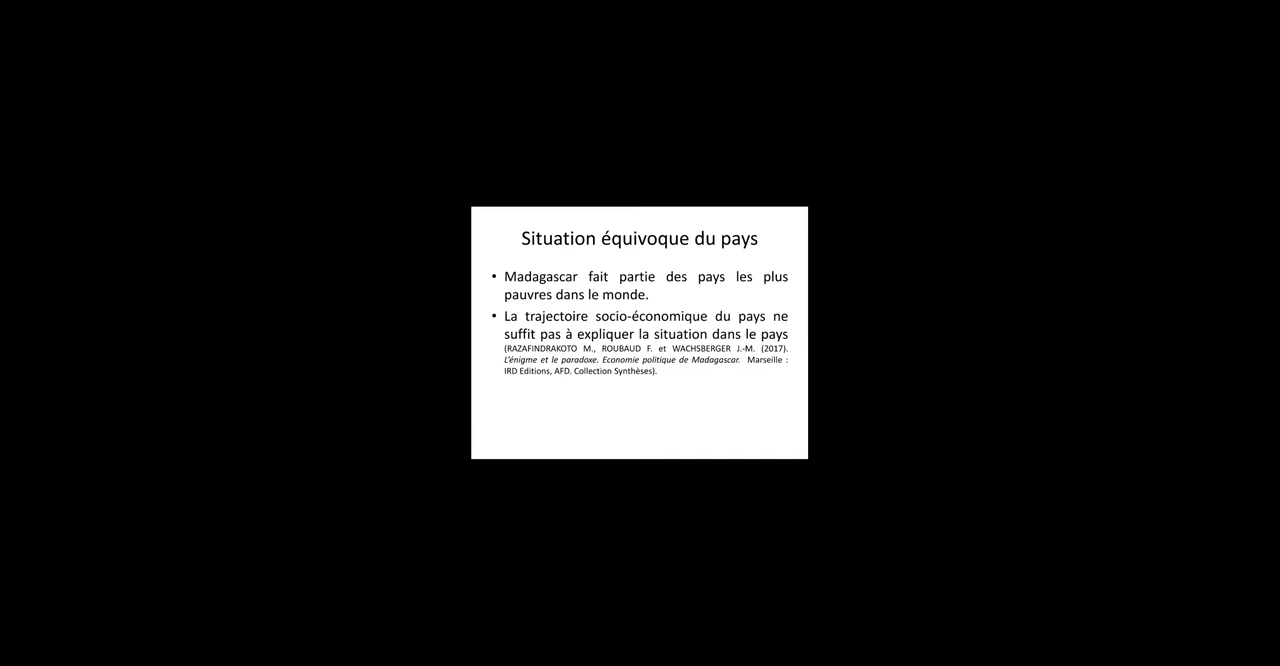 Situation équivoque du pays
• Madagascar fait partie des pays les plus
pauvres dans le monde.
• La trajectoire socio-économique du pays ne
suffit pas à expliquer la situation dans le pays
(RAZAFINDRAKOTO M., ROUBAUD F. et WACHSBERGER J.-M. (2017).
L'énigme et le paradoxe. Economie politique de Madagascar. Marseille :
IRD Editions, AFD. Collection Synthèses).